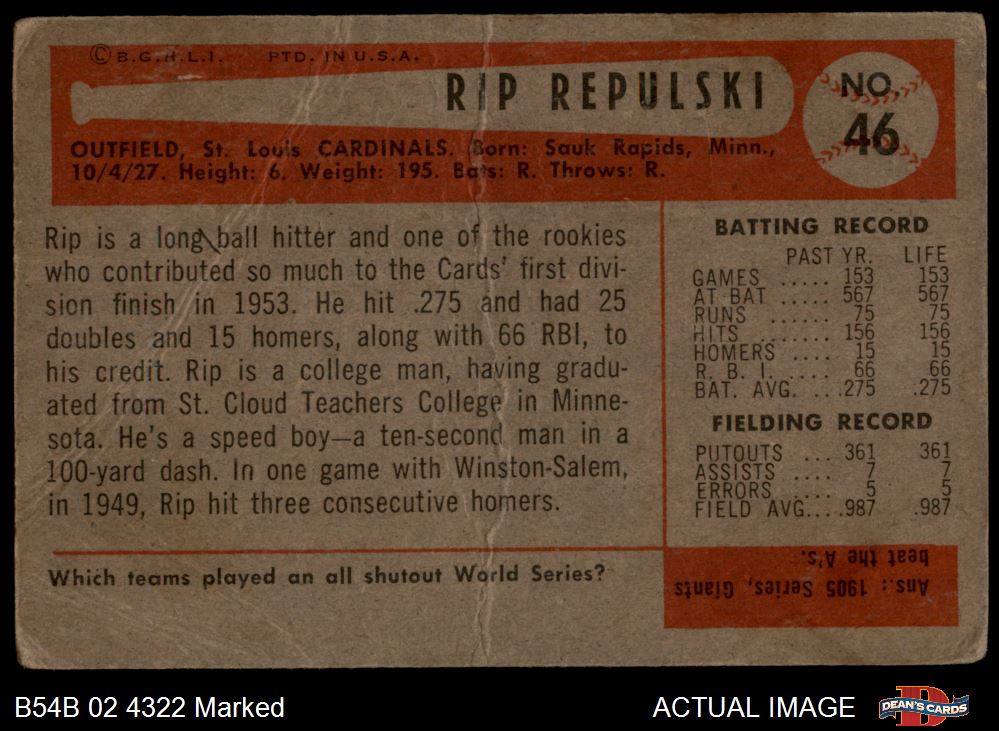 © B.G.H.L.I. PTD. IN U.S.A.
RIP REPULSKI
NO.
46
OUTFIELD, St. Louis CARDINALS. Born: Sauk Rapids, Minn.,
10/4/27. Height: 6. Weight: 195. Bats: R. Throws: R.
Rip is a long ball hitter and one of the rookies
who contributed so much to the Cards' first divi-
sion finish in 1953. He hit .275 and had 25
doubles and 15 homers, along with 66 RBI, to
his credit. Rip is a college man, having gradu-
ated from St. Cloud Teachers College in Minne-
sota. He's a speed boy—a ten-second man in a
100-yard dash. In one game with Winston-Salem,
in 1949, Rip hit three consecutive homers.
BATTING RECORD
PAST YR. LIFE
GAMES ..... 153 153
AT BAT ..... 567 567
RUNS ...... 75 75
HITS ....... 156 156
HOMERS .... 15 15
R. B. I. ..... 66 66
BAT. AVG. ... .275 .275
FIELDING RECORD
PUTOUTS ... 361 361
ASSISTS .... 7 7
ERRORS ..... 5 5
FIELD AVG.... .987 .987
Which teams played an all shutout World Series?
Ans.: 1905 Series, Giants
beat the A's.
B54B 02 4322 Marked
ACTUAL IMAGE
DEAN'S CARDS